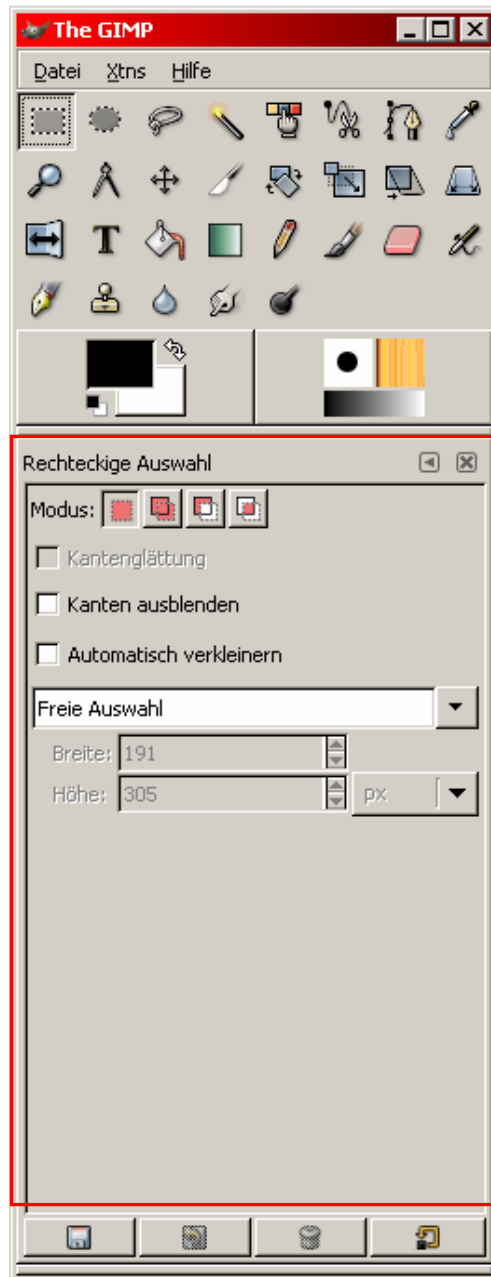 The GIMP
Datei Xtns Hilfe
Rechteckige Auswahl
Modus:
Kantenglättung
Kanten ausblenden
Automatisch verkleinern
Freie Auswahl
Breite: 191
Höhe: 305 px